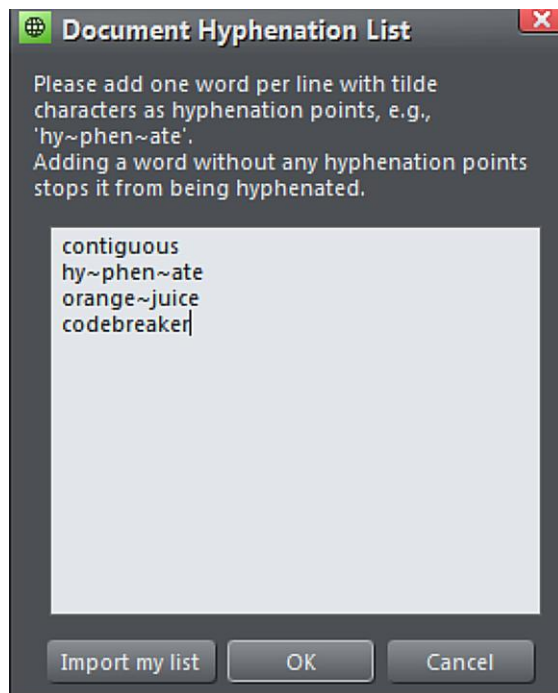 Document Hyphenation List
Please add one word per line with tilde
characters as hyphenation points, e.g.,
'hy~phen~ate'.
Adding a word without any hyphenation points
stops it from being hyphenated.
contiguous
hy~phen~ate
orange~juice
codebreaker
Import my list
OK
Cancel